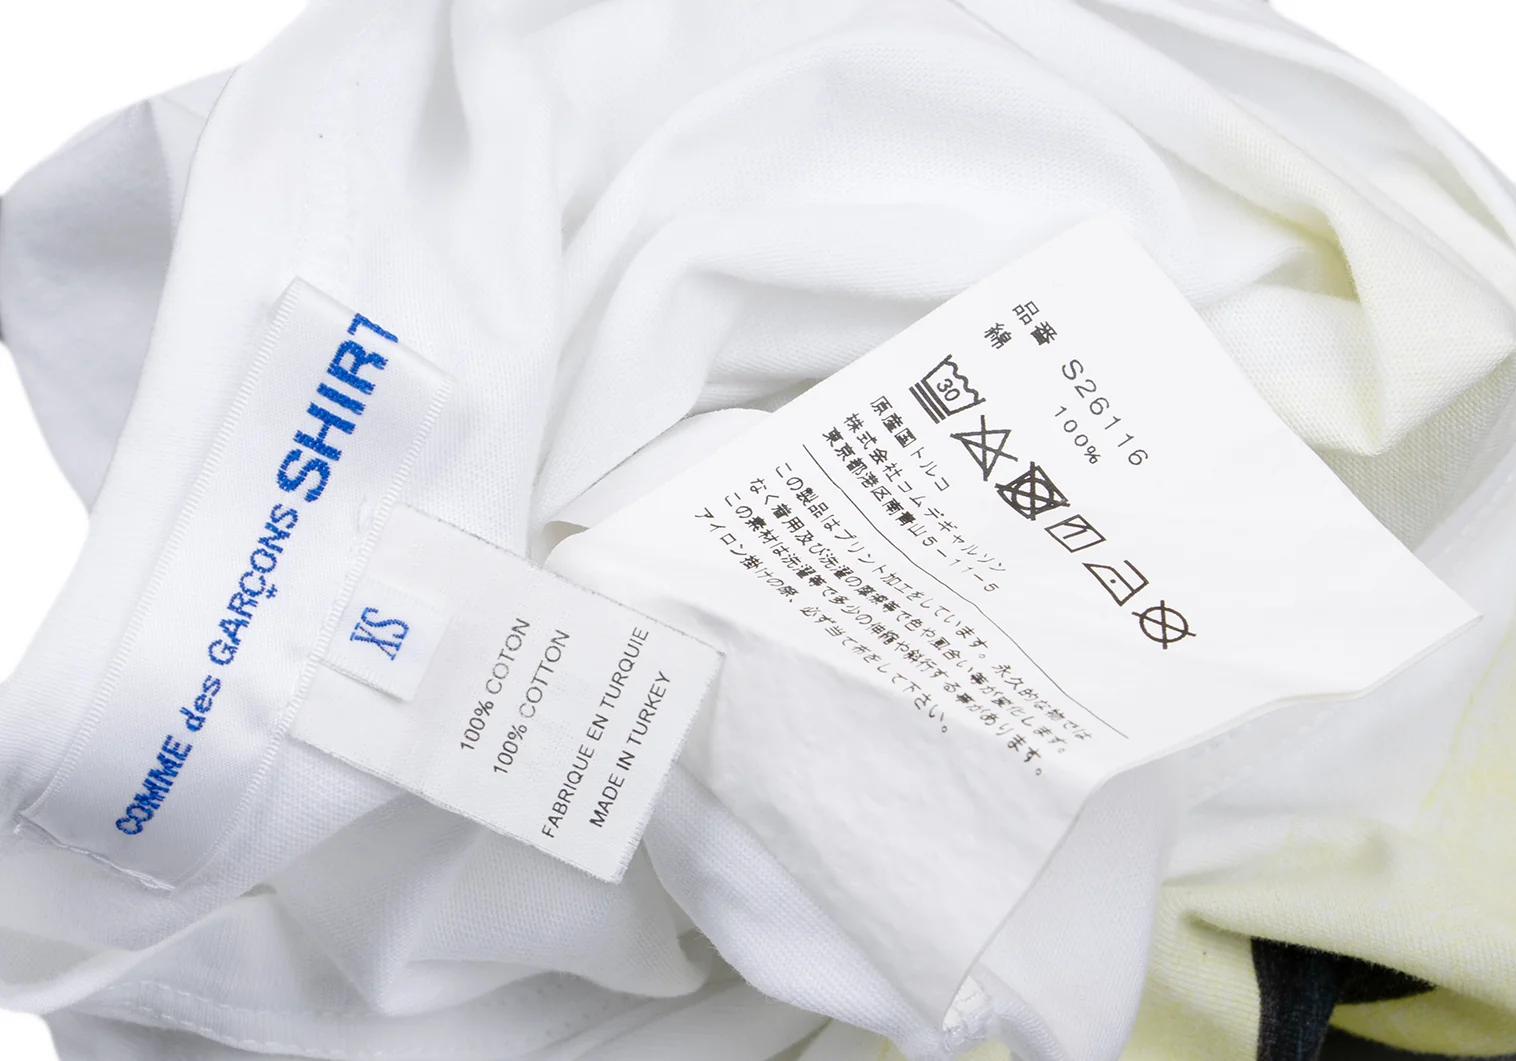 COMME des GARÇONS SHIRT
XS
100% COTON
100% COTTON
FABRIQUE EN TURQUIE
MADE IN TURKEY
品番 S26116
綿 100%
30
原産国トルコ
株式会社コムデギャルソン
東京都港区南青山5-11-5
この製品はプリント加工をしています。永久的な物では
なく着用及び洗濯の摩擦等で色や風合い等が変化します。
この素材は洗濯等で多少の伸縮や斜行する事があります。
アイロン掛けの際、必ず当て布をして下さい。